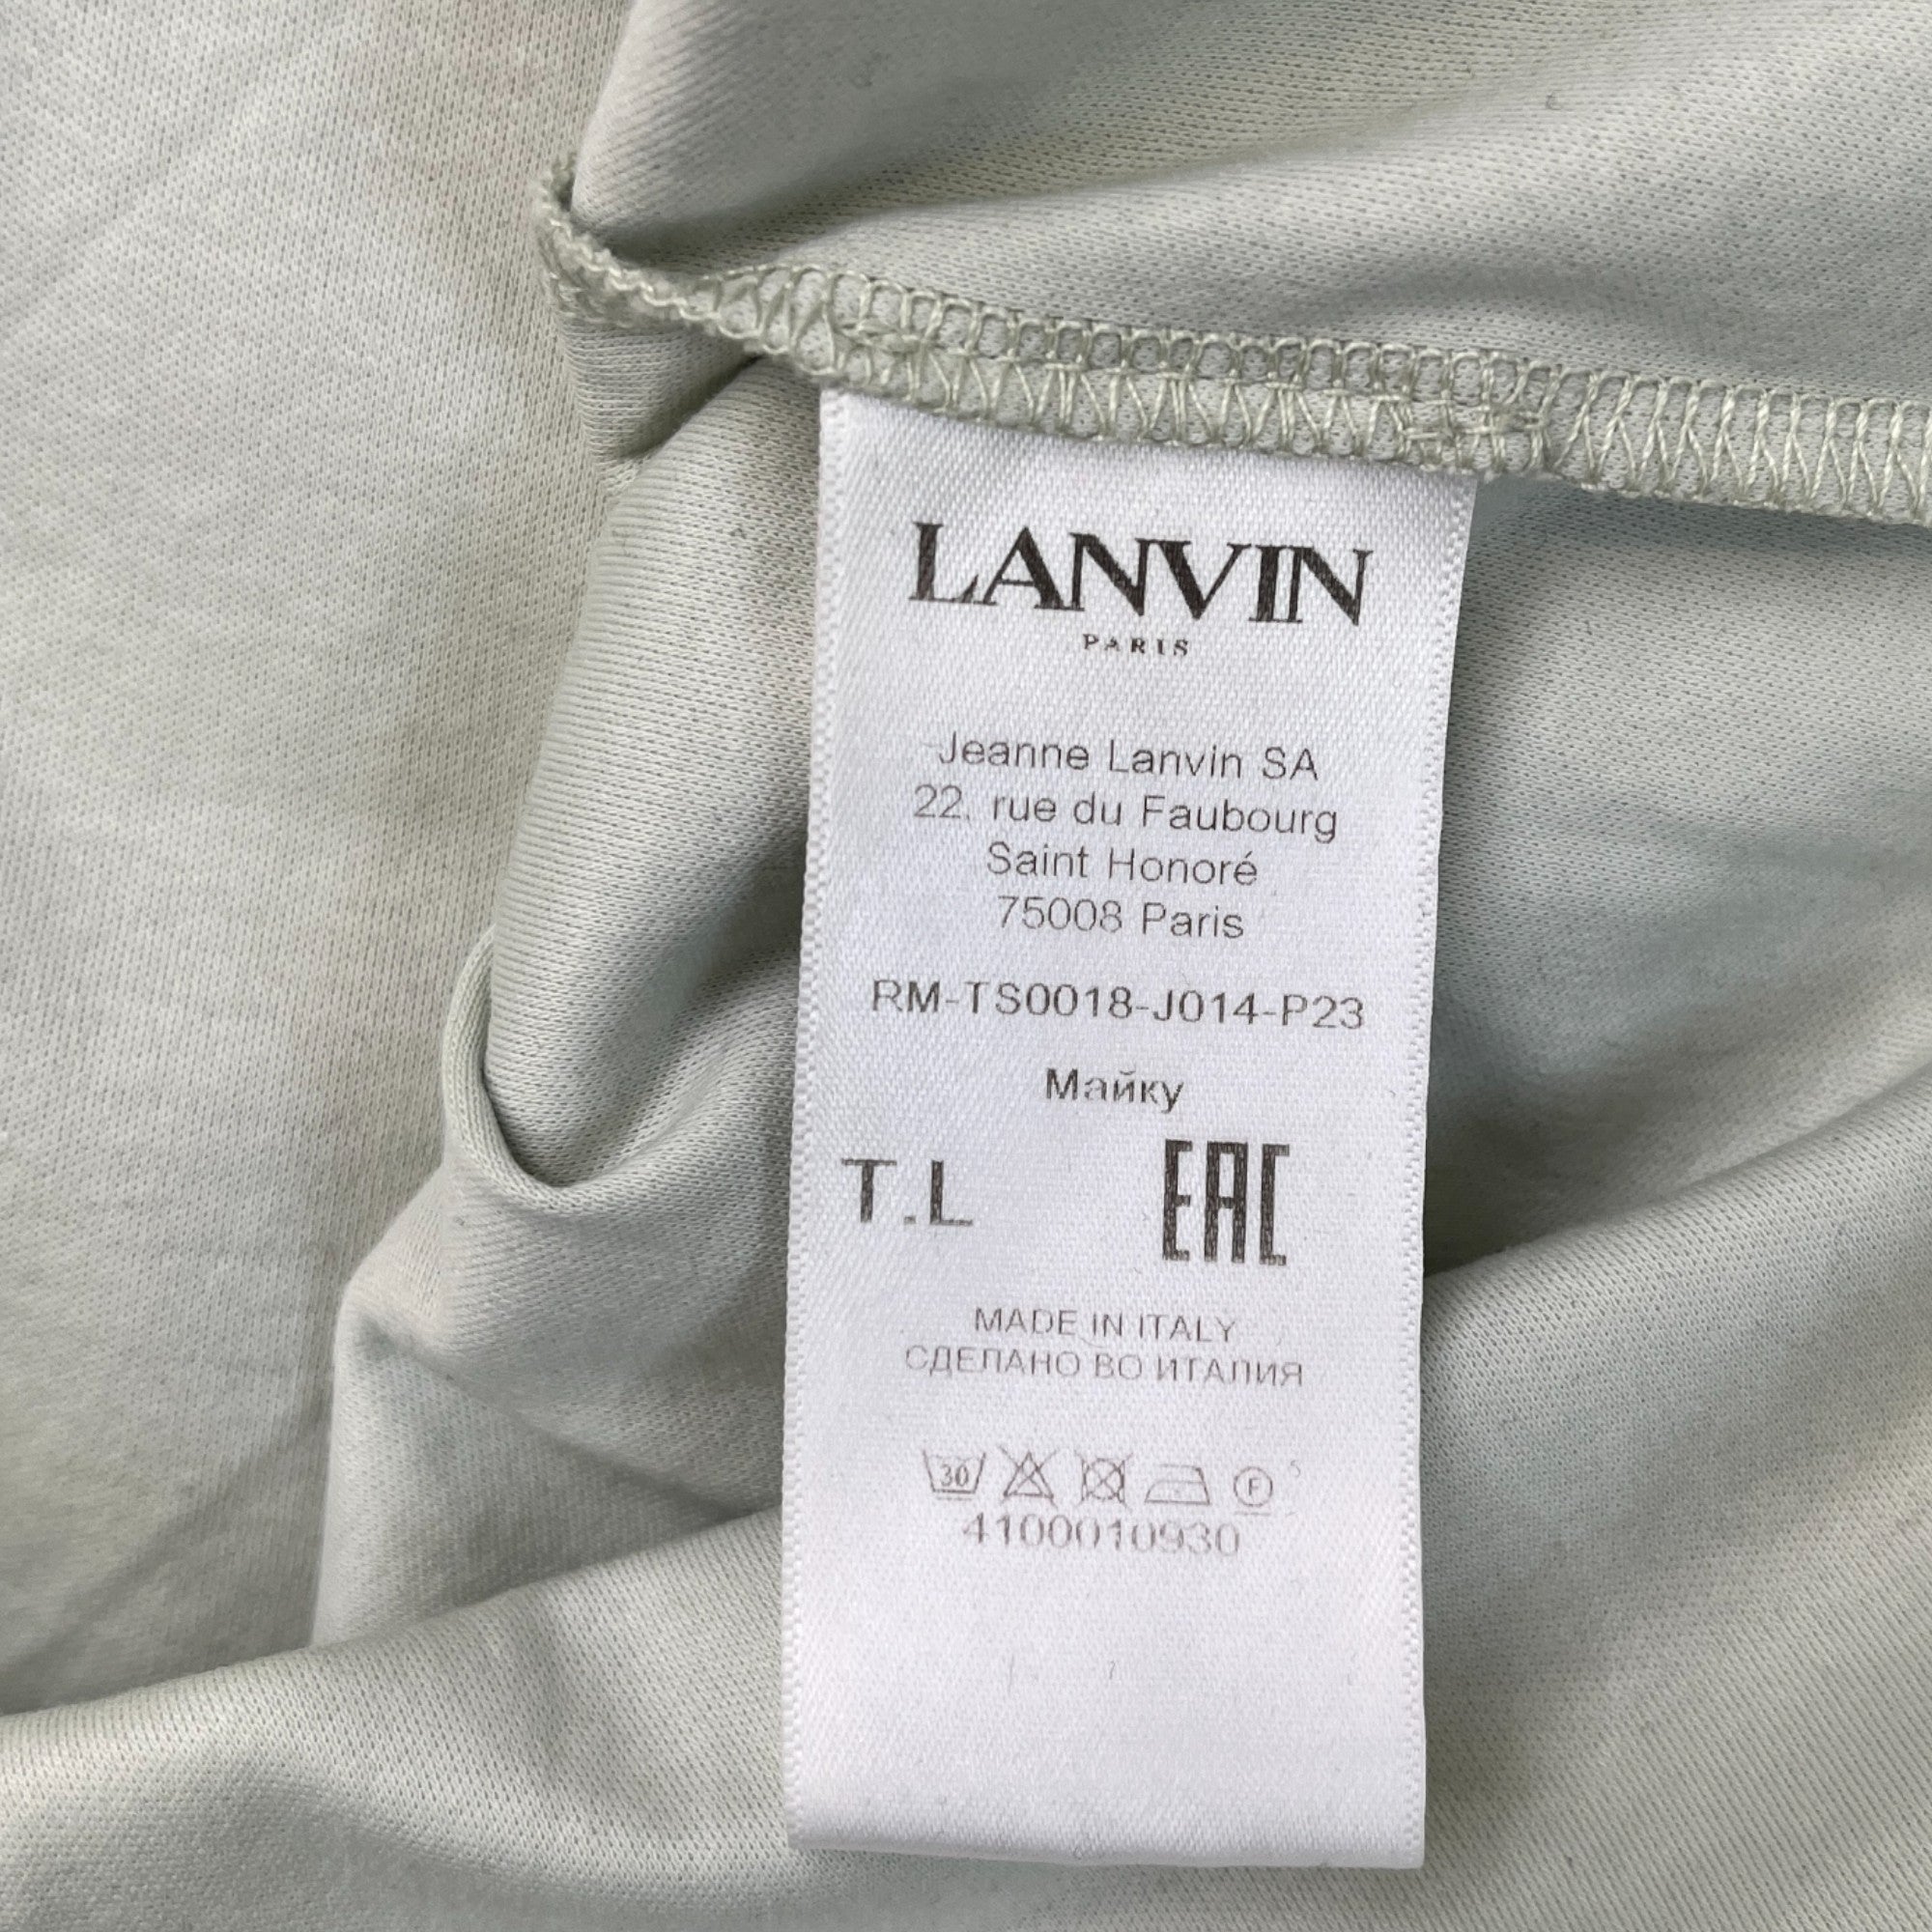 LANVIN
PARIS
Jeanne Lanvin SA
22, rue du Faubourg
Saint Honoré
75008 Paris
RM-TS0018-J014-P23
Майку
T.L EAC
MADE IN ITALY
СДЕЛАНО ВО ИТАЛИЯ
30 F
4100010930